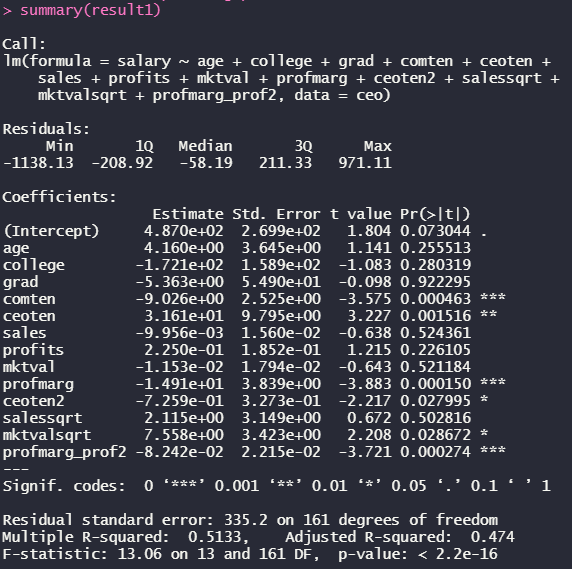 > summary(result1)
Call:
lm(formula = salary ~ age + college + grad + comten + ceoten +
    sales + profits + mktval + profmarg + ceoten2 + salessqrt +
    mktvalsqrt + profmarg_prof2, data = ceo)
Residuals:
     Min       1Q   Median       3Q      Max
-1138.13  -208.92   -58.19   211.33   971.11
Coefficients:
                 Estimate Std. Error t value Pr(>|t|)
(Intercept)     4.870e+02  2.699e+02   1.804 0.073044 .
age             4.160e+00  3.645e+00   1.141 0.255513
college        -1.721e+02  1.589e+02  -1.083 0.280319
grad           -5.363e+00  5.490e+01  -0.098 0.922295
comten         -9.026e+00  2.525e+00  -3.575 0.000463 ***
ceoten          3.161e+01  9.795e+00   3.227 0.001516 **
sales          -9.956e-03  1.560e-02  -0.638 0.524361
profits         2.250e-01  1.852e-01   1.215 0.226105
mktval         -1.153e-02  1.794e-02  -0.643 0.521184
profmarg       -1.491e+01  3.839e+00  -3.883 0.000150 ***
ceoten2        -7.259e-01  3.273e-01  -2.217 0.027995 *
salessqrt       2.115e+00  3.149e+00   0.672 0.502816
mktvalsqrt      7.558e+00  3.423e+00   2.208 0.028672 *
profmarg_prof2 -8.242e-02  2.215e-02  -3.721 0.000274 ***
---
Signif. codes:  0 ‘***’ 0.001 ‘**’ 0.01 ‘*’ 0.05 ‘.’ 0.1 ‘ ’ 1
Residual standard error: 335.2 on 161 degrees of freedom
Multiple R-squared:  0.5133,    Adjusted R-squared:  0.474
F-statistic: 13.06 on 13 and 161 DF,  p-value: < 2.2e-16